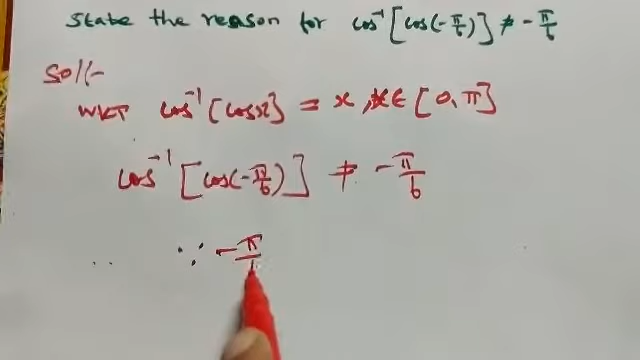 State the reason for cos⁻¹[cos(-π/6)] ≠ -π/6
Sol:-
WKT cos⁻¹[cosx] = x, x∈[0, π]
cos⁻¹[cos(-π/6)] ≠ -π/6
∵ -π/